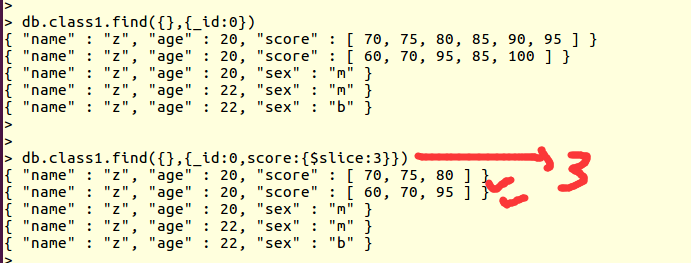 >
> db.class1.find({},{_id:0})
{ "name" : "z", "age" : 20, "score" : [ 70, 75, 80, 85, 90, 95 ] }
{ "name" : "z", "age" : 20, "score" : [ 60, 70, 95, 85, 100 ] }
{ "name" : "z", "age" : 20, "sex" : "m" }
{ "name" : "z", "age" : 22, "sex" : "m" }
{ "name" : "z", "age" : 22, "sex" : "b" }
>
>
> db.class1.find({},{_id:0,score:{$slice:3}}) 3
{ "name" : "z", "age" : 20, "score" : [ 70, 75, 80 ] }
{ "name" : "z", "age" : 20, "score" : [ 60, 70, 95 ] }
{ "name" : "z", "age" : 20, "sex" : "m" }
{ "name" : "z", "age" : 22, "sex" : "m" }
{ "name" : "z", "age" : 22, "sex" : "b" }
>